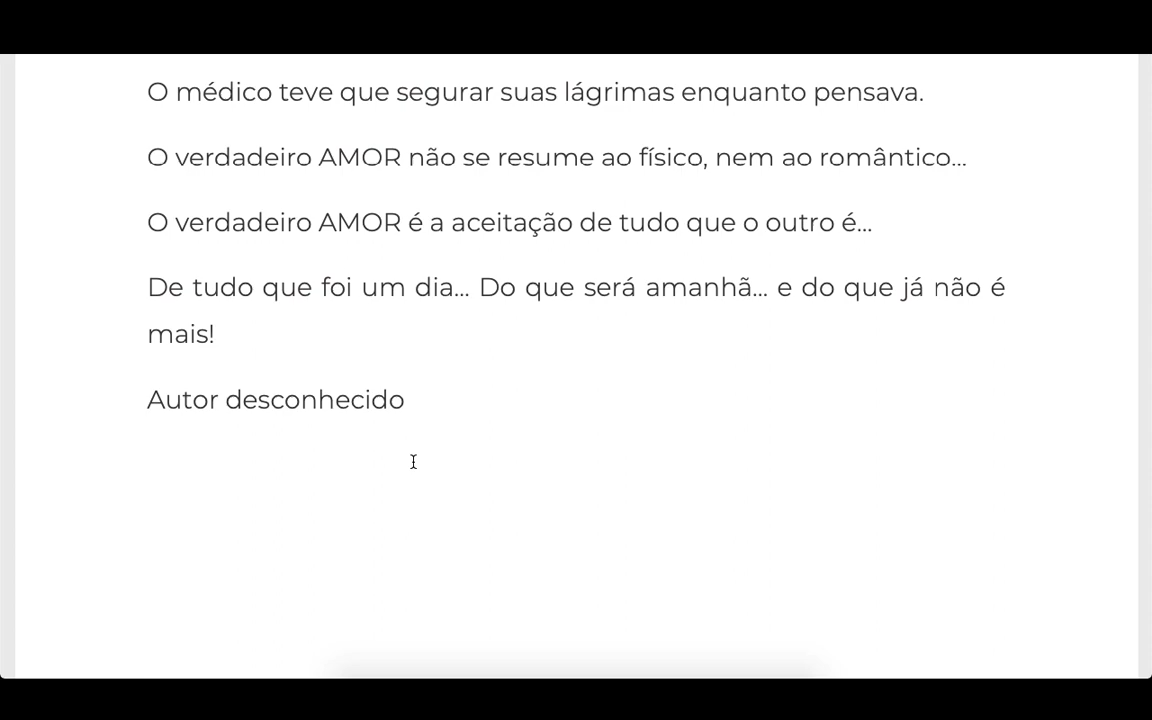 O médico teve que segurar suas lágrimas enquanto pensava.
O verdadeiro AMOR não se resume ao físico, nem ao romântico...
O verdadeiro AMOR é a aceitação de tudo que o outro é...
De tudo que foi um dia... Do que será amanhã... e do que já não é
mais!
Autor desconhecido